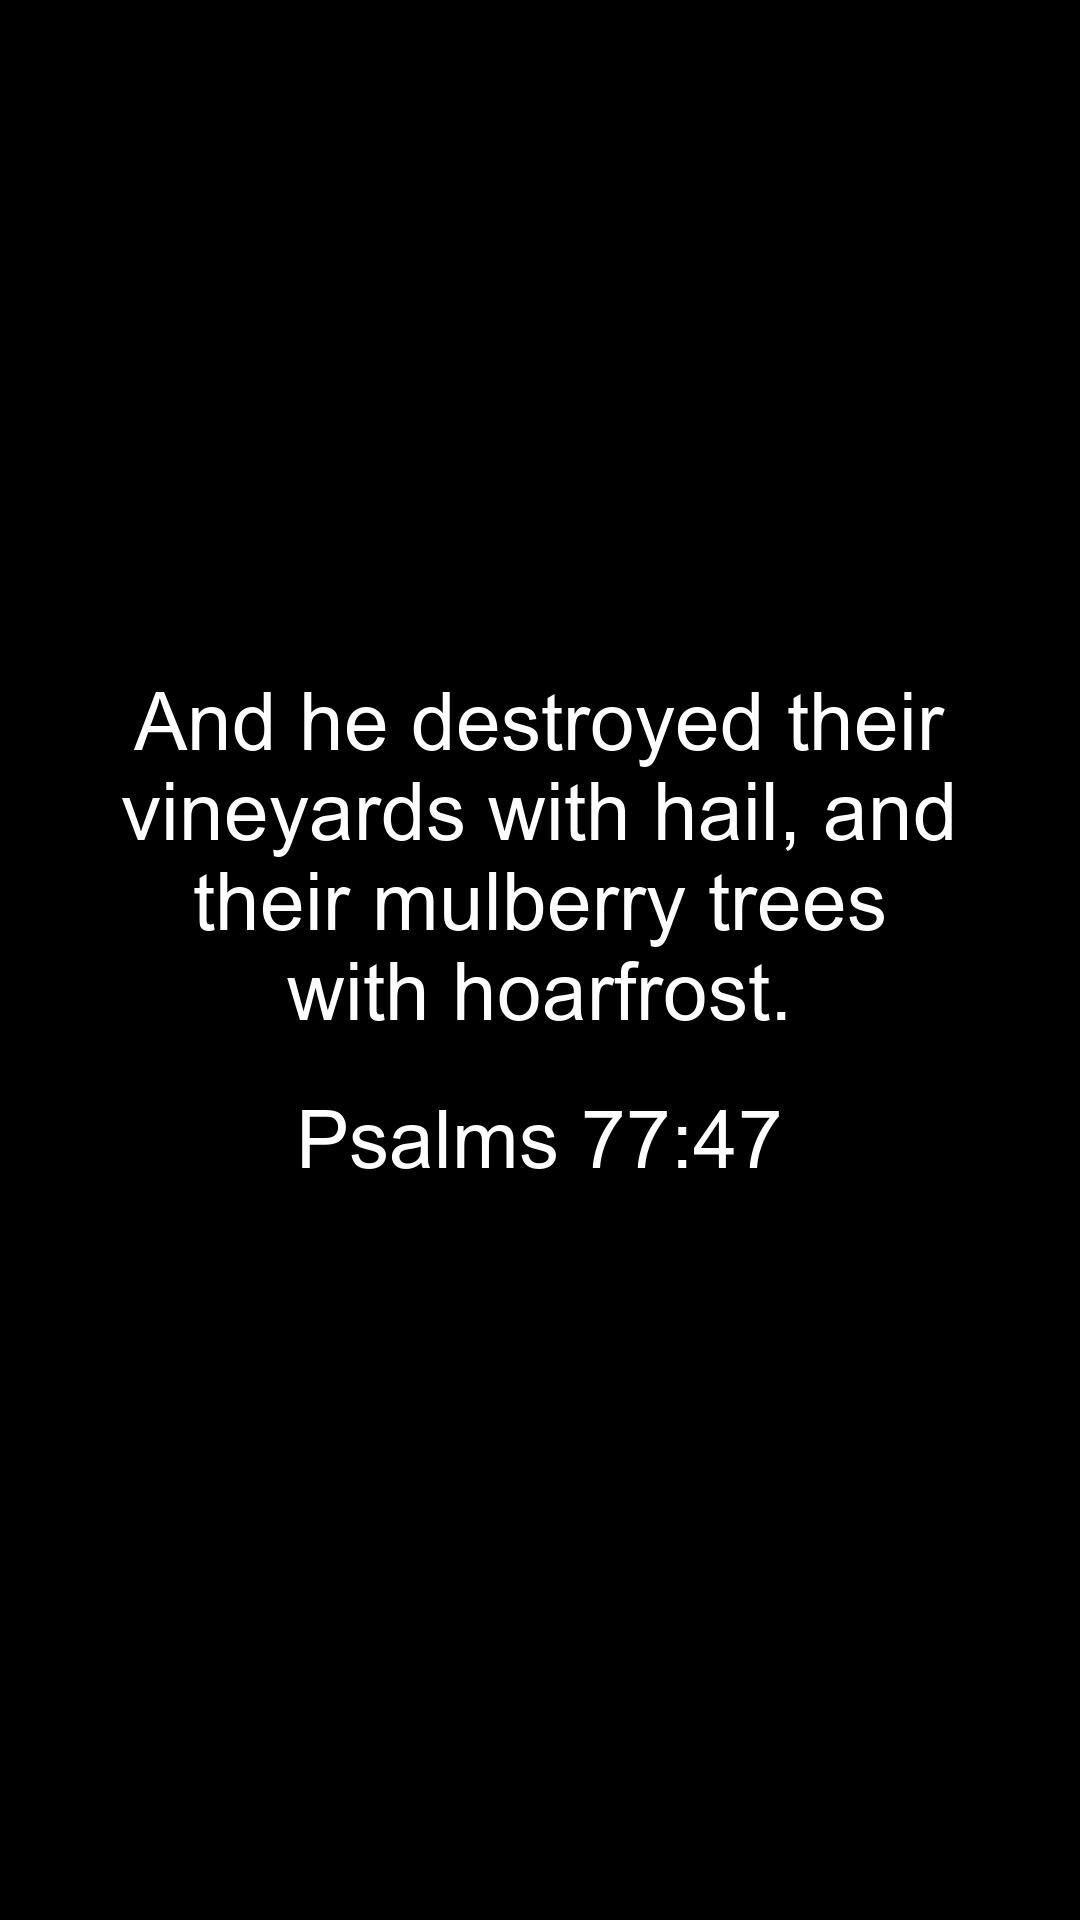 And he destroyed their
vineyards with hail, and
their mulberry trees
with hoarfrost.
Psalms 77:47